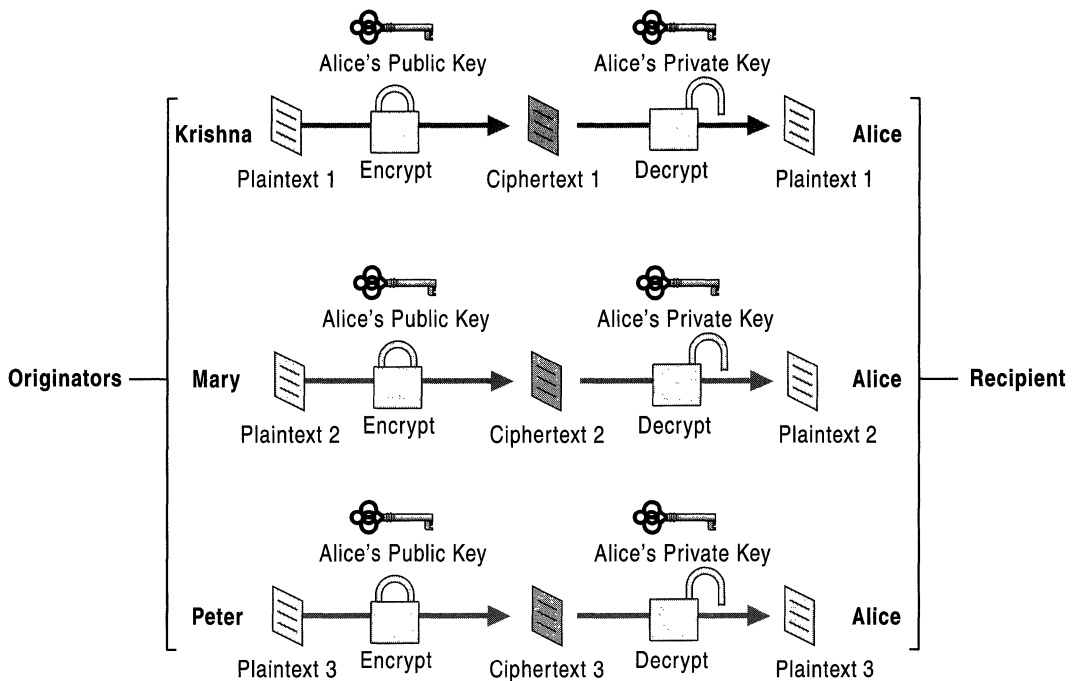 Alice's Public Key
Alice's Private Key
Krishna
Encrypt
Decrypt
Alice
Plaintext 1
Ciphertext 1
Plaintext 1
Alice's Public Key
Alice's Private Key
Originators
Mary
Encrypt
Decrypt
Alice
Recipient
Plaintext 2
Ciphertext 2
Plaintext 2
Alice's Public Key
Alice's Private Key
Peter
Encrypt
Decrypt
Alice
Plaintext 3
Ciphertext 3
Plaintext 3